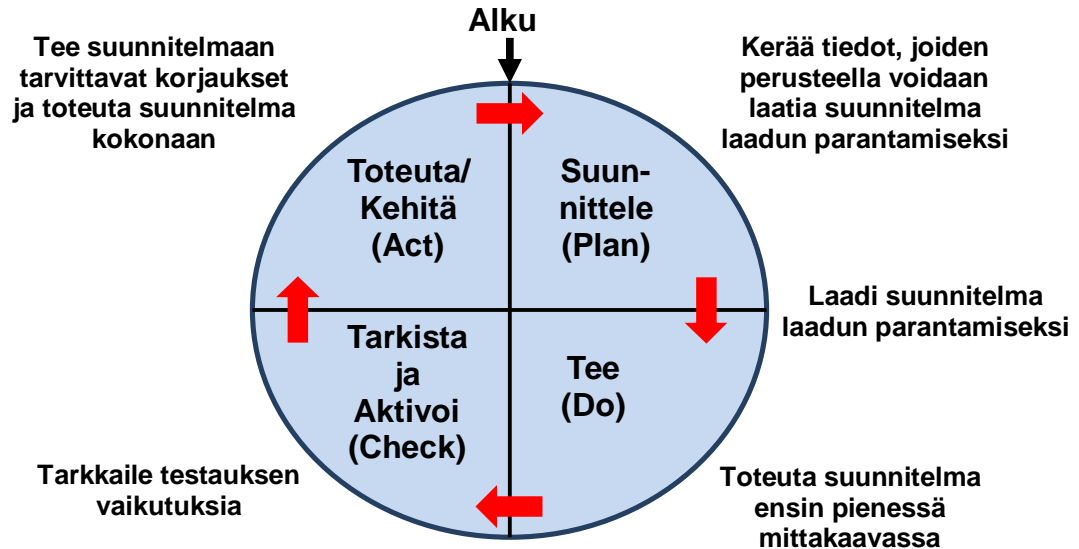 Alku
Tee suunnitelmaan
tarvittavat korjaukset
ja toteuta suunnitelma
kokonaan
Kerää tiedot, joiden
perusteella voidaan
laatia suunnitelma
laadun parantamiseksi
Toteuta/
Kehitä
(Act)
Suun-
nittele
(Plan)
Laadi suunnitelma
laadun parantamiseksi
Tarkista
ja
Aktivoi
(Check)
Tee
(Do)
Tarkkaile testauksen
vaikutuksia
Toteuta suunnitelma
ensin pienessä
mittakaavassa